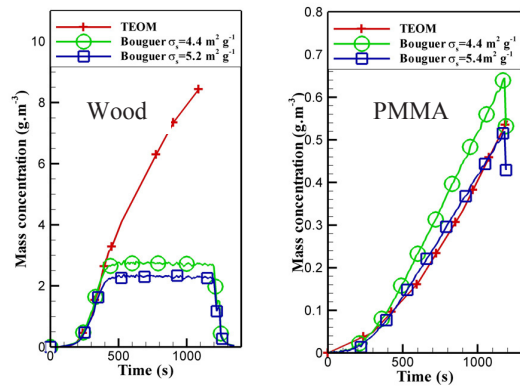 TEOM
Bouguer σs=4.4 m² g⁻¹
Bouguer σs=5.2 m² g⁻¹
Wood
Mass concentration (g.m⁻³)
10
8
6
4
2
0
0
500
1000
Time (s)
TEOM
Bouguer σs=4.4 m² g⁻¹
Bouguer σs=5.4m² g⁻¹
PMMA
Mass concentration (g.m⁻³)
0.8
0.7
0.6
0.5
0.4
0.3
0.2
0.1
0
0
500
1000
Time (s)